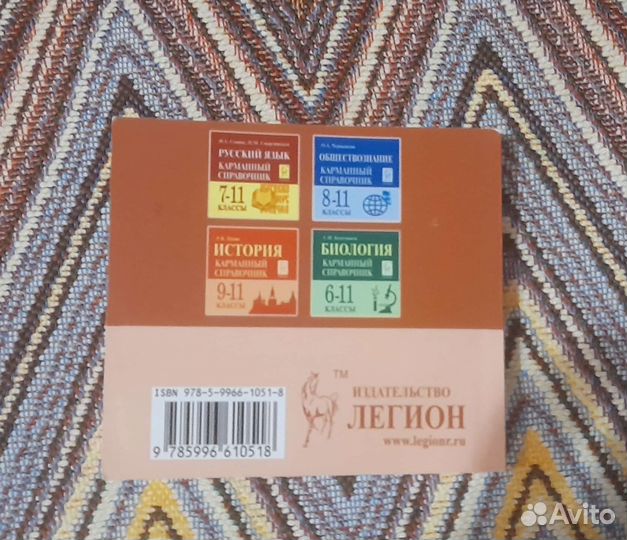 РУССКИЙ ЯЗЫК
КАРМАННЫЙ
СПРАВОЧНИК
7-11
КЛАССЫ
ОБЩЕСТВОЗНАНИЕ
КАРМАННЫЙ
СПРАВОЧНИК
8-11
КЛАССЫ
ИСТОРИЯ
КАРМАННЫЙ
СПРАВОЧНИК
9-11
КЛАССЫ
БИОЛОГИЯ
КАРМАННЫЙ
СПРАВОЧНИК
6-11
КЛАССЫ
ISBN 978-5-9966-1051-8
9 785996 610518
TM
ИЗДАТЕЛЬСТВО
ЛЕГИОН
www.legionr.ru
Avito